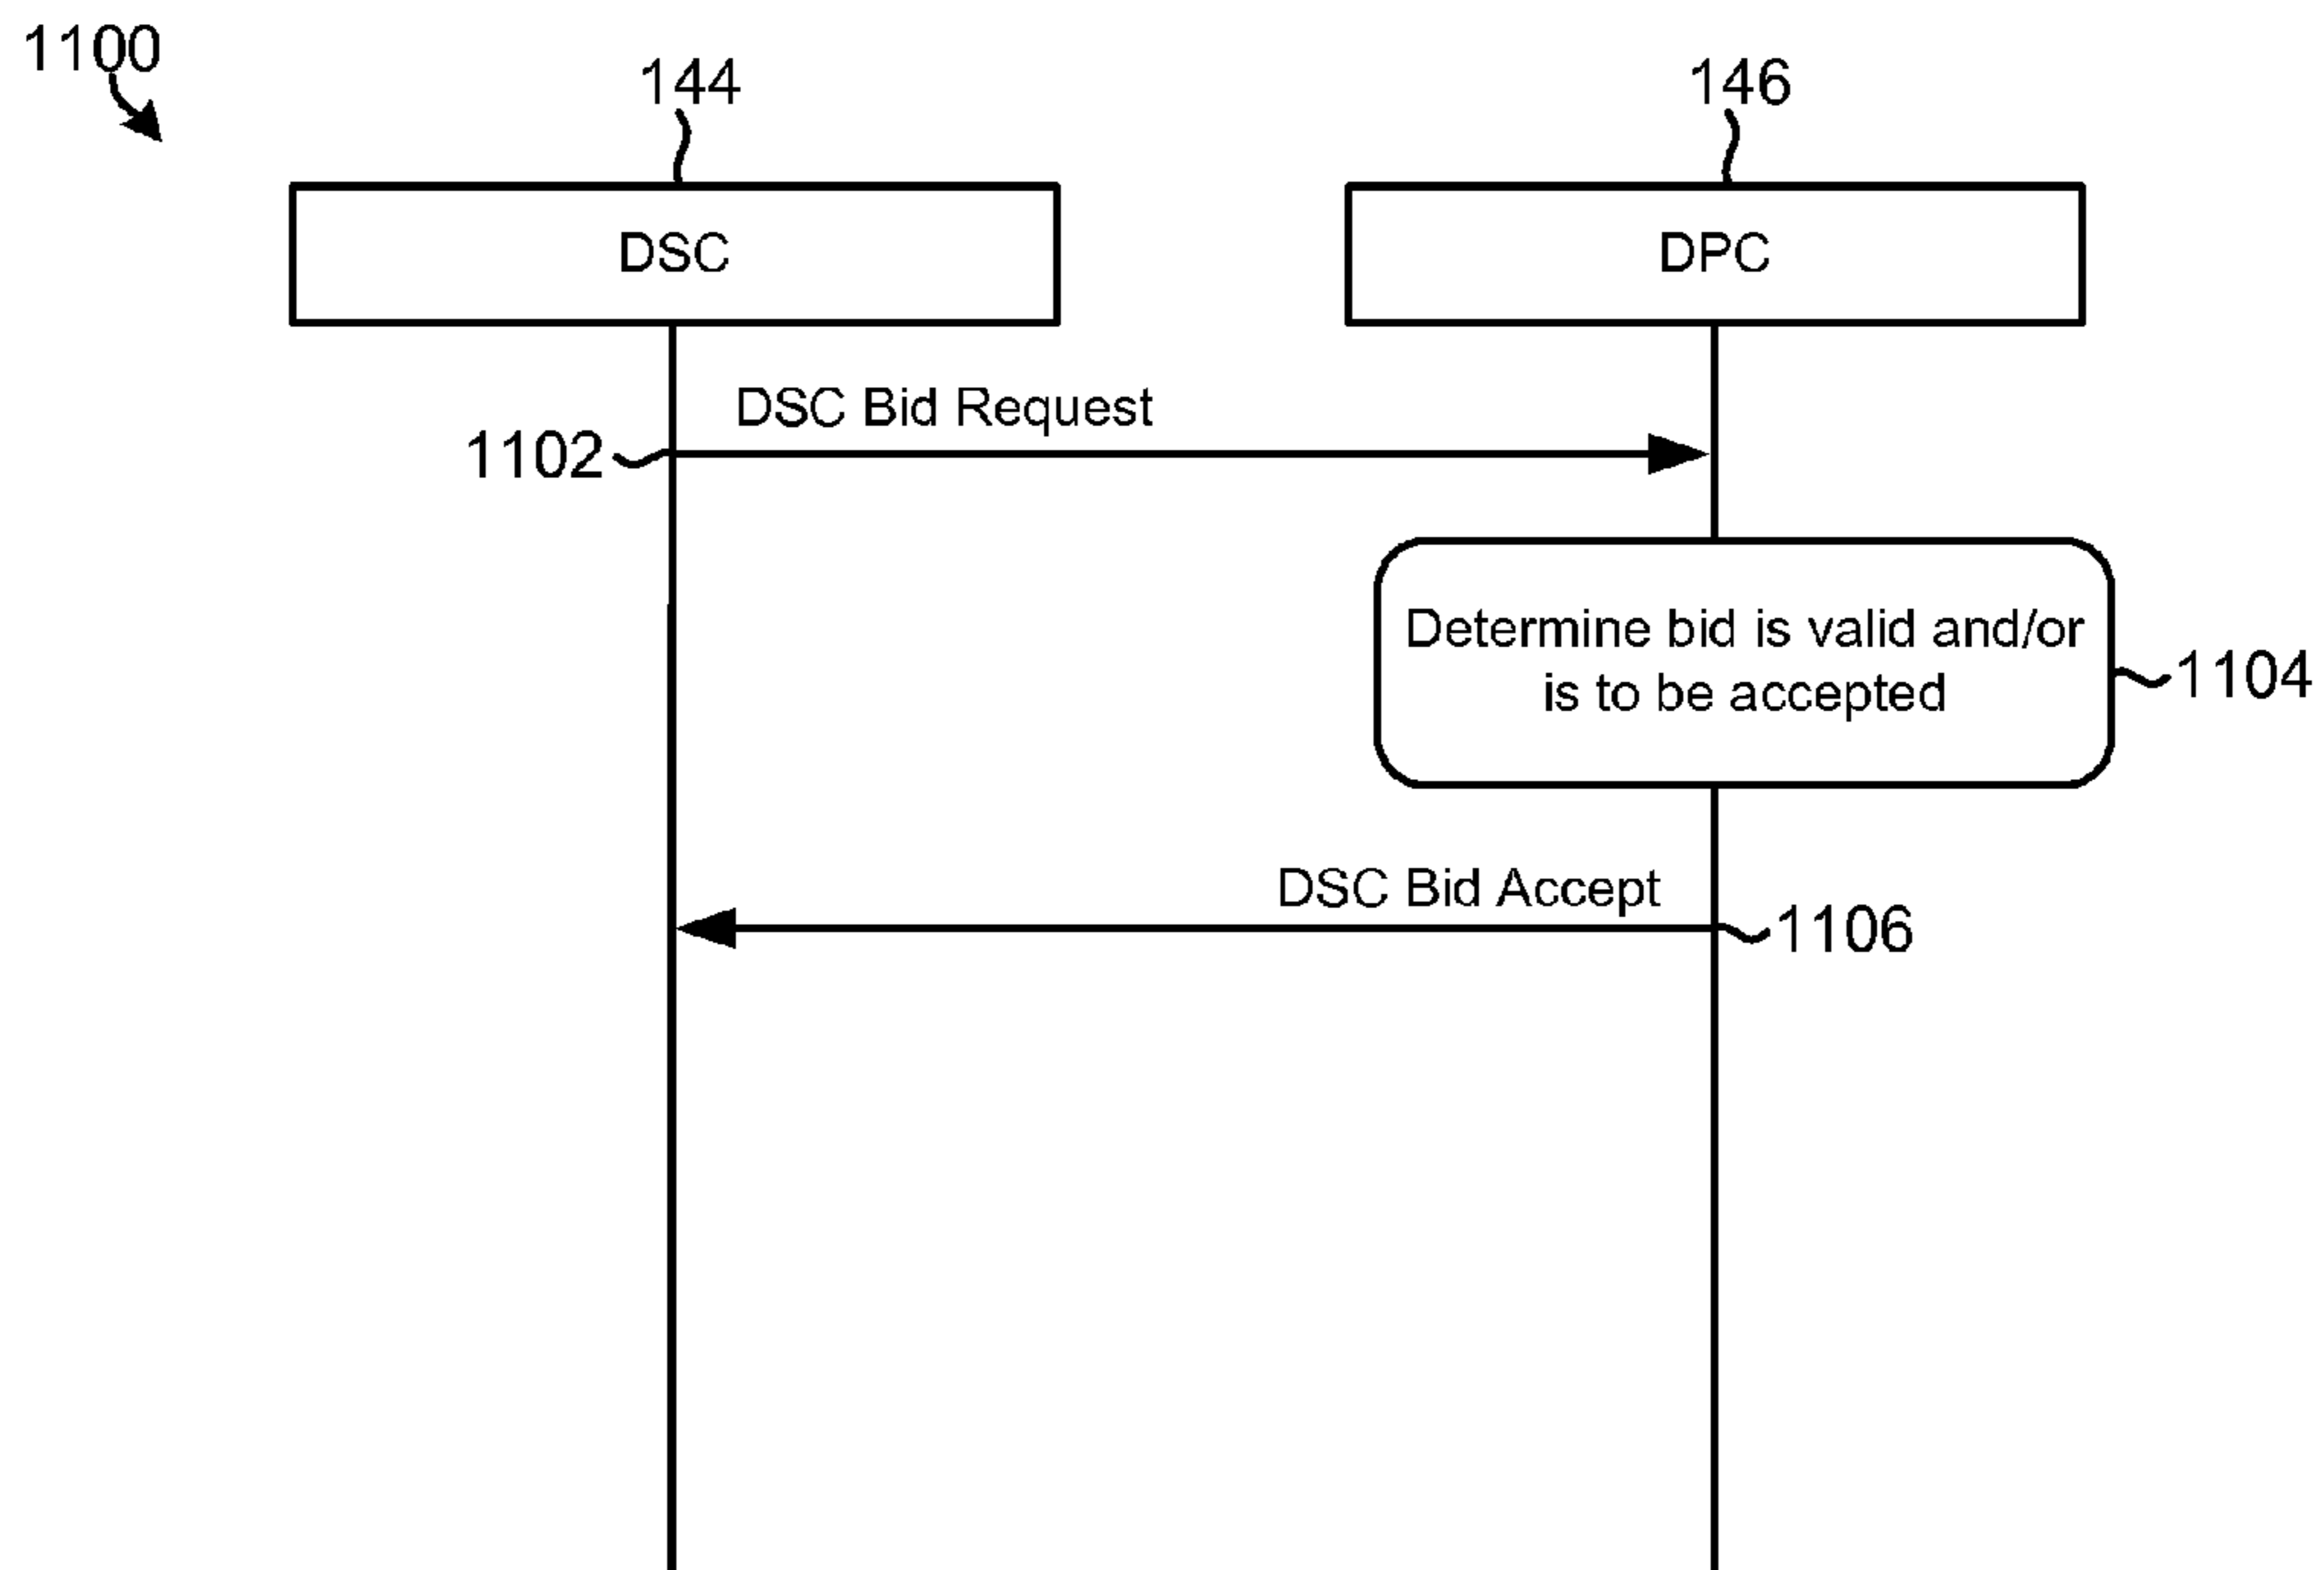 1100
144
146
DSC
DPC
DSC Bid Request
1102
Determine bid is valid and/or
is to be accepted
1104
DSC Bid Accept
1106